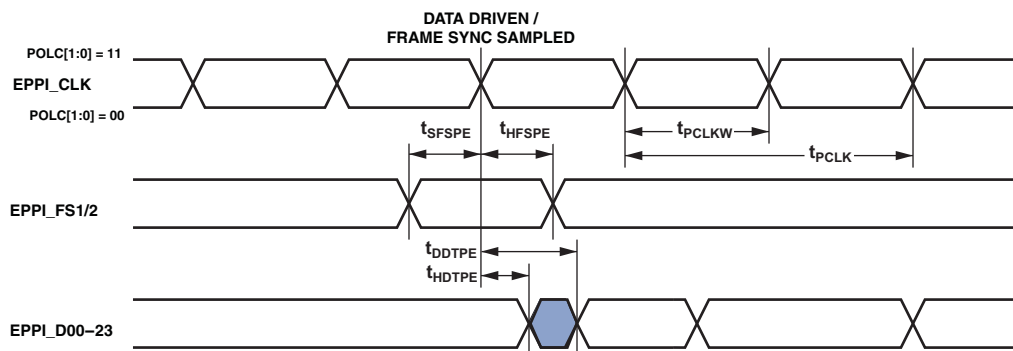 DATA DRIVEN /
FRAME SYNC SAMPLED
POLC[1:0] = 11
EPPI_CLK
POLC[1:0] = 00
tSFSPE
tHFSPE
tPCLKW
tPCLK
EPPI_FS1/2
tDDTPE
tHDTPE
EPPI_D00–23